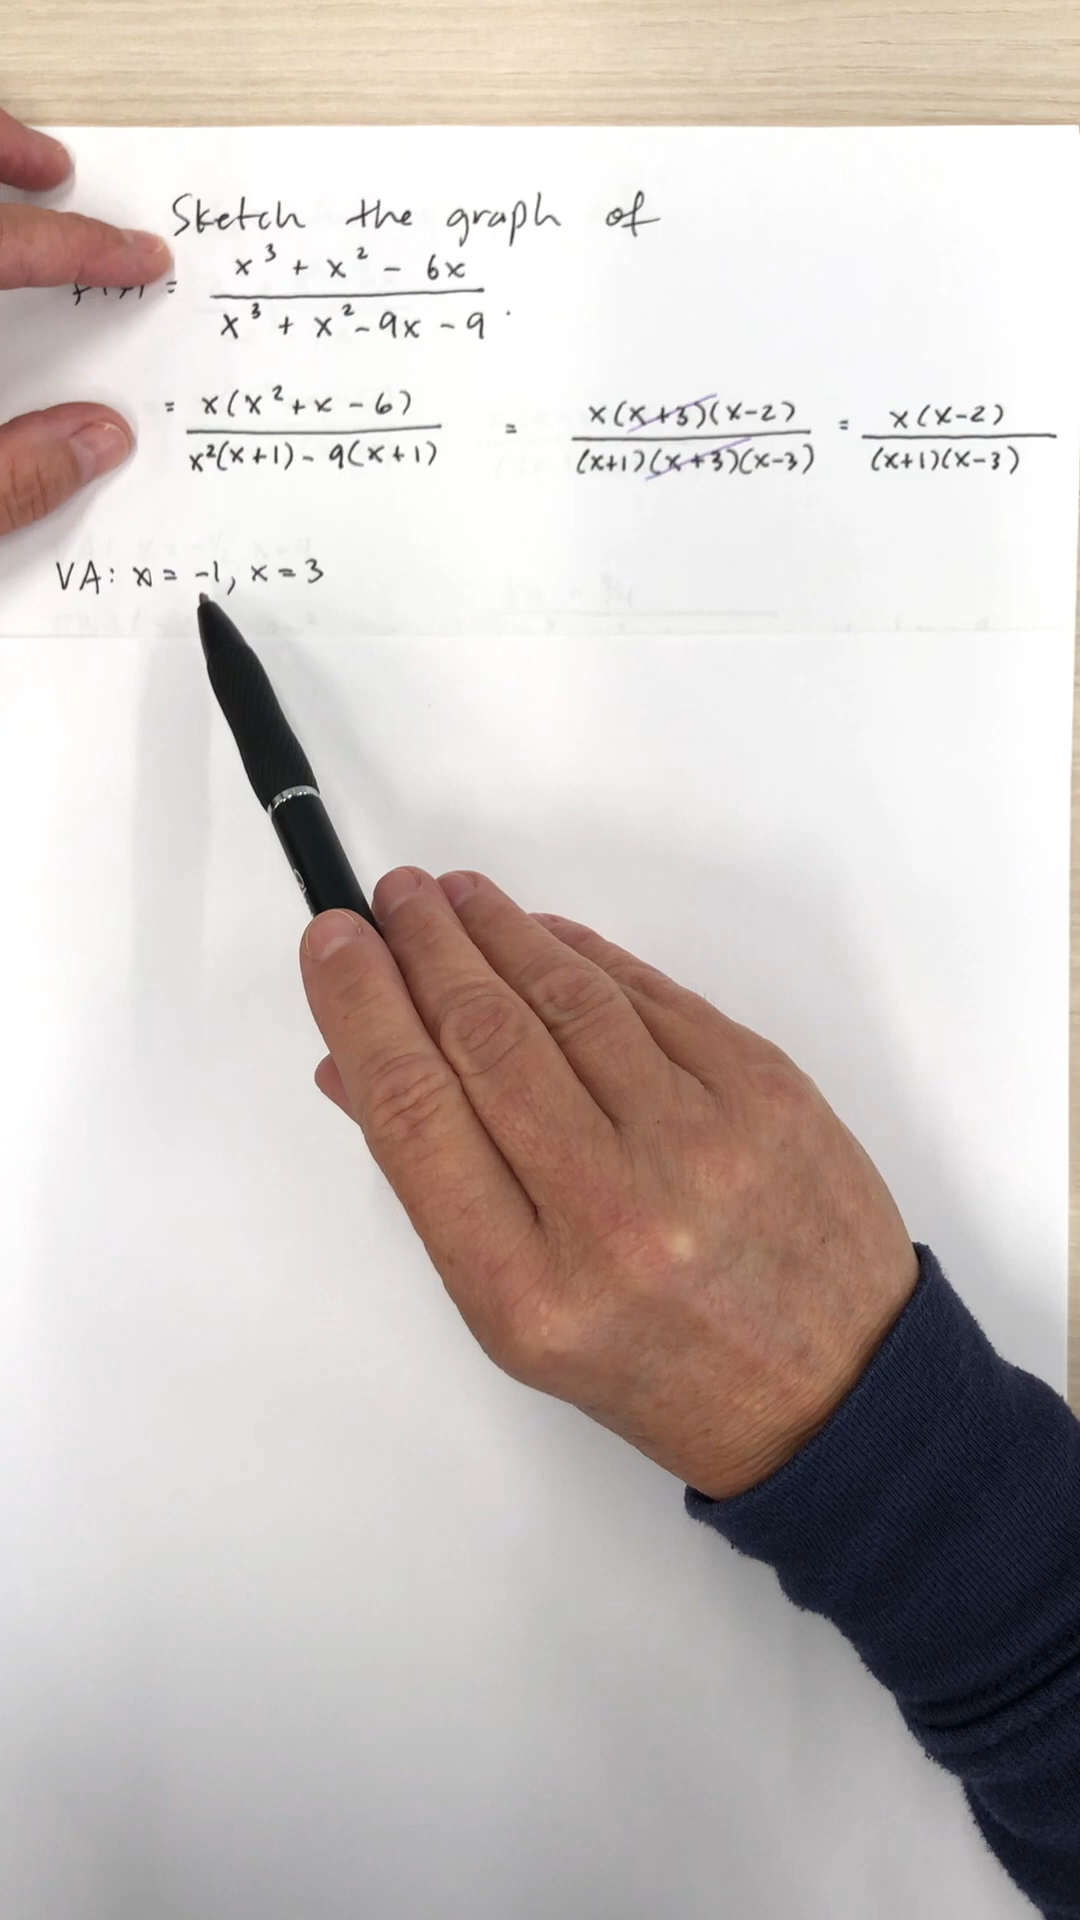 Sketch the graph of
= x³ + x² - 6x / x³ + x² - 9x - 9 .
= x(x² + x - 6) / x²(x+1) - 9(x+1) = x(x+3)(x-2) / (x+1)(x+3)(x-3) = x(x-2) / (x+1)(x-3)
VA: x = -1, x = 3